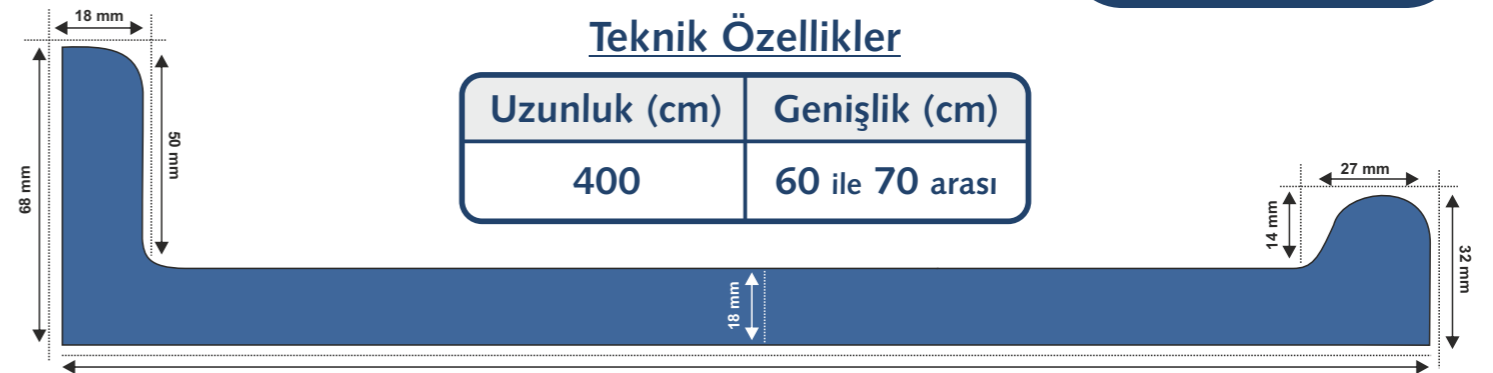 18 mm
Teknik Özellikler
Uzunluk (cm) Genişlik (cm)
400 60 ile 70 arası
68 mm
50 mm
18 mm
27 mm
14 mm
32 mm